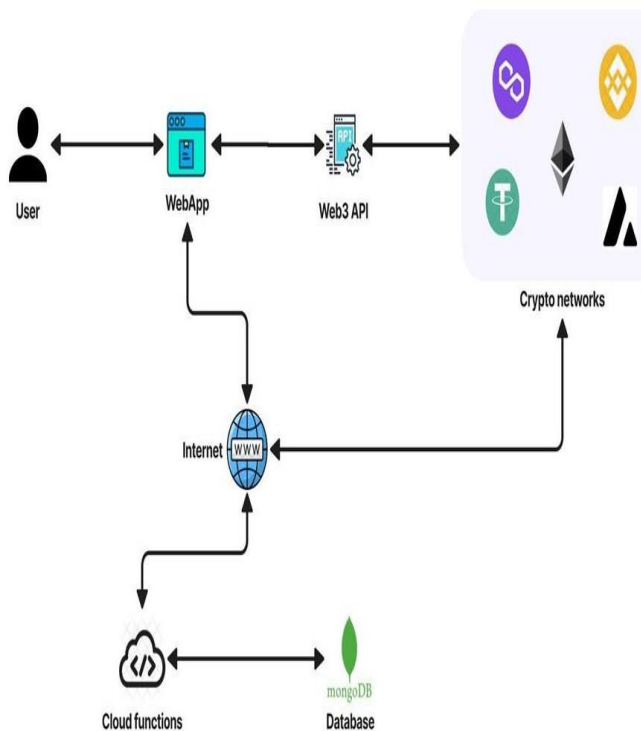 API
User
WebApp
Web3 API
Crypto networks
Internet
WWW
mongoDB
Cloud functions
Database